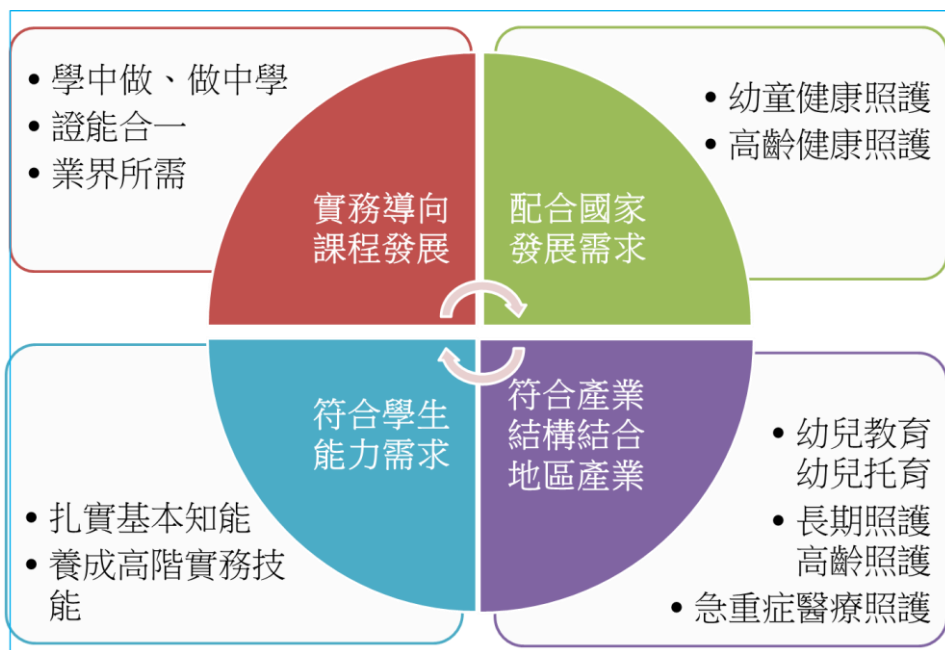 • 學中做、做中學
• 證能合一
• 業界所需
實務導向
課程發展
配合國家
發展需求
• 幼童健康照護
• 高齡健康照護
符合學生
能力需求
• 扎實基本知能
• 養成高階實務技
能
符合產業
結構結合
地區產業
• 幼兒教育
幼兒托育
• 長期照護
高齡照護
• 急重症醫療照護